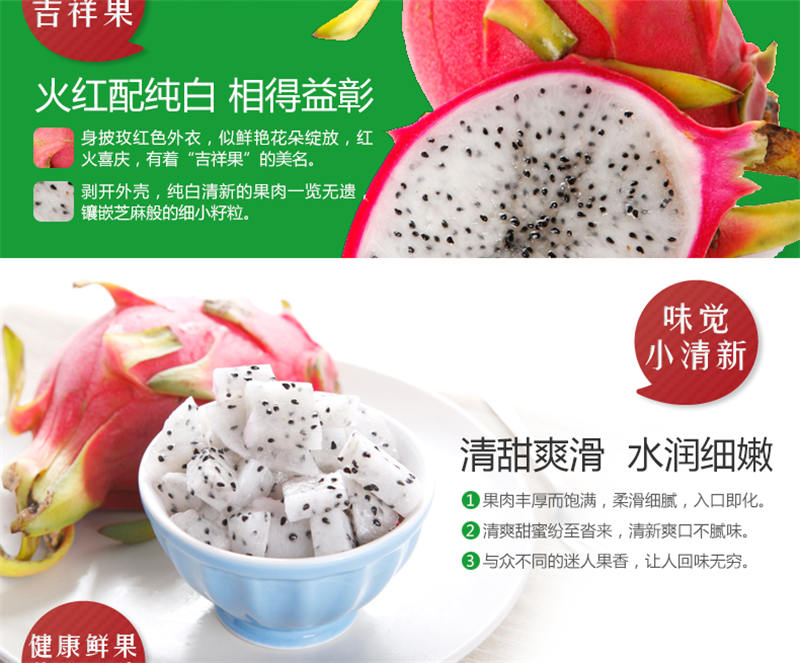 吉祥果
火红配纯白 相得益彰
身披玫红色外衣，似鲜艳花朵绽放，红
火喜庆，有着“吉祥果”的美名。
剥开外壳，纯白清新的果肉一览无遗，
镶嵌芝麻般的细小籽粒。
味觉
小清新
清甜爽滑 水润细嫩
1 果肉丰厚而饱满，柔滑细腻，入口即化。
2 清爽甜蜜纷至沓来，清新爽口不腻味。
3 与众不同的迷人果香，让人回味无穷。
健康鲜果